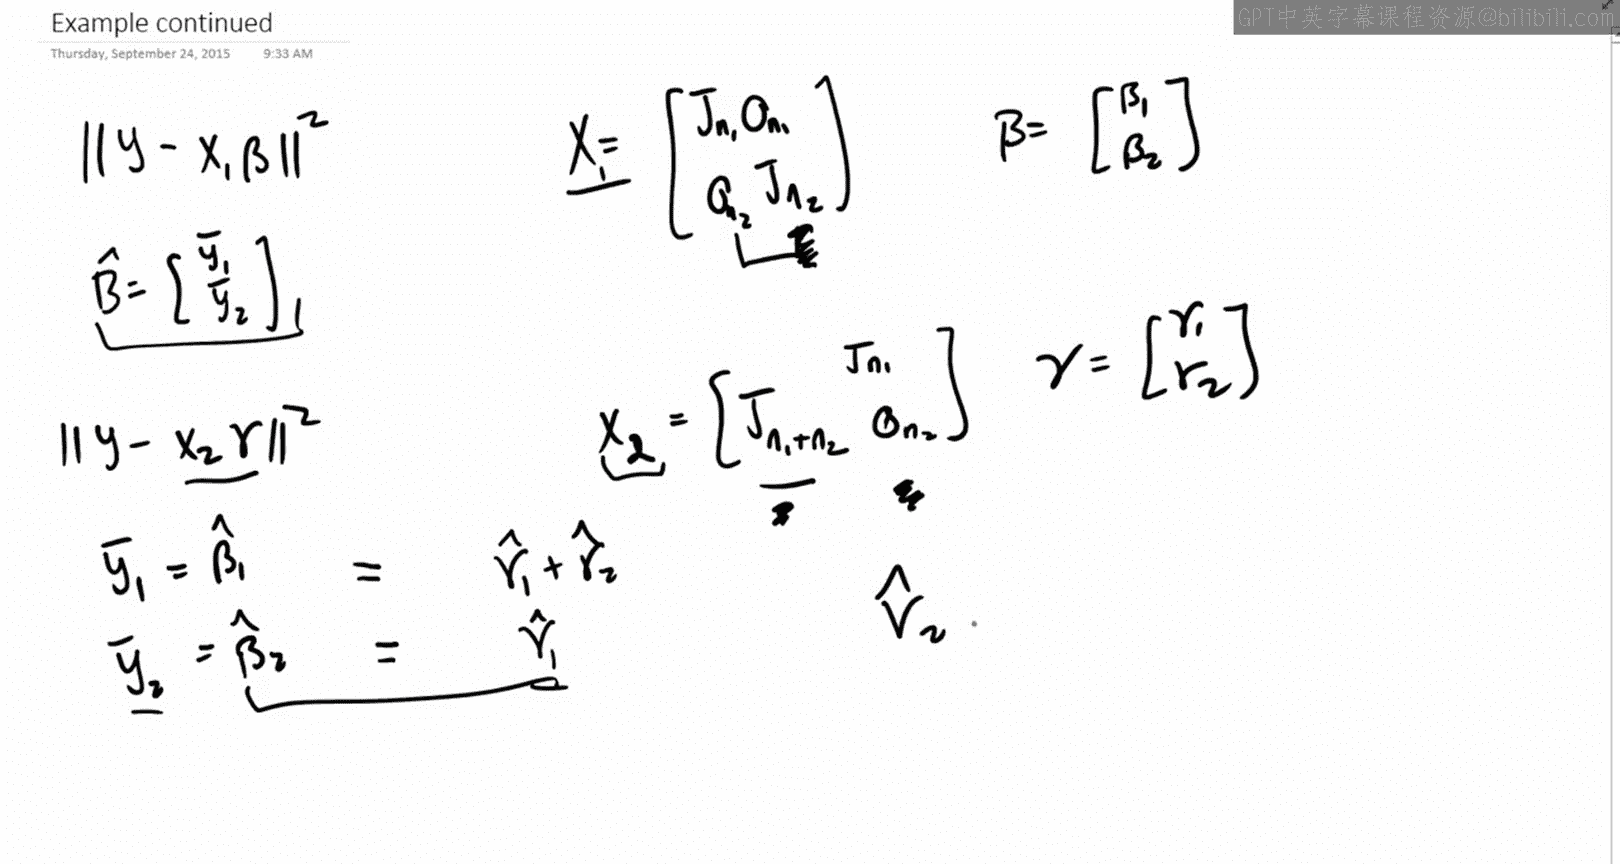 GPT中英字幕课程资源@bilibili.com
Example continued
Thursday, September 24, 2015 9:33 AM
||y - x₁β||²
X₁ = [J_{n₁} 0_{n₁}
0_{n₂} J_{n₂}]
β = [β₁
β₂]
β̂ = [ȳ₁
ȳ₂]
||y - x₂γ||²
x₂ = [J_{n₁+n₂} J_{n₁}
0_{n₂}]
γ = [γ₁
γ₂]
ȳ₁ = β̂₁ = γ̂₁ + γ̂₂
ȳ₂ = β̂₂ = γ̂₁
γ̂₂